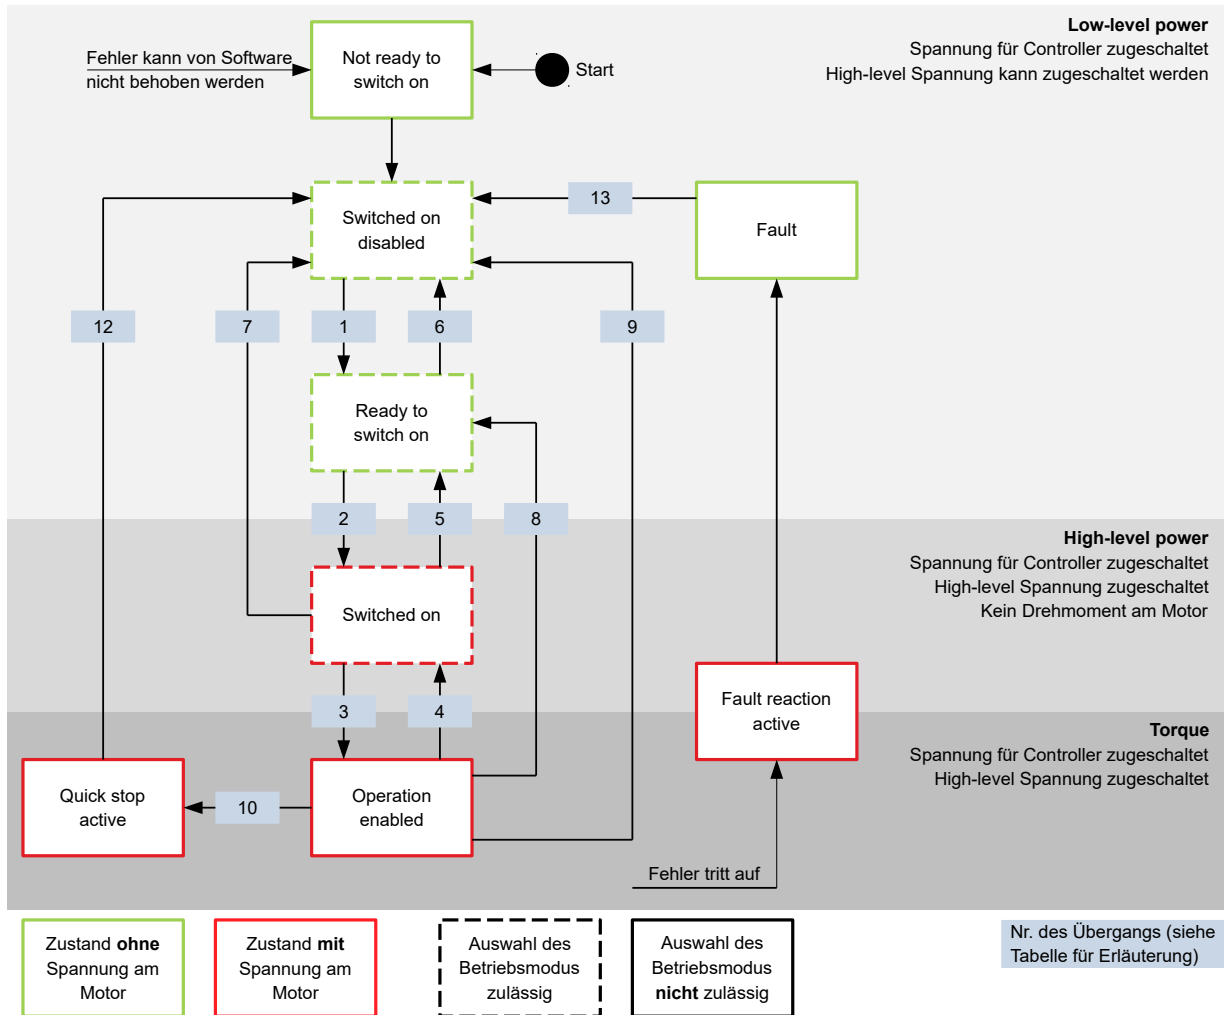 Low-level power
Spannung für Controller zugeschaltet
High-level Spannung kann zugeschaltet werden
Fehler kann von Software
nicht behoben werden
Not ready to
switch on
Start
Switched on
disabled
13
Fault
12
7
1
6
9
Ready to
switch on
2
5
8
High-level power
Spannung für Controller zugeschaltet
High-level Spannung zugeschaltet
Kein Drehmoment am Motor
Switched on
3
4
Fault reaction
active
Torque
Spannung für Controller zugeschaltet
High-level Spannung zugeschaltet
Quick stop
active
10
Operation
enabled
Fehler tritt auf
Zustand ohne
Spannung am
Motor
Zustand mit
Spannung am
Motor
Auswahl des
Betriebsmodus
zulässig
Auswahl des
Betriebsmodus
nicht zulässig
Nr. des Übergangs (siehe
Tabelle für Erläuterung)